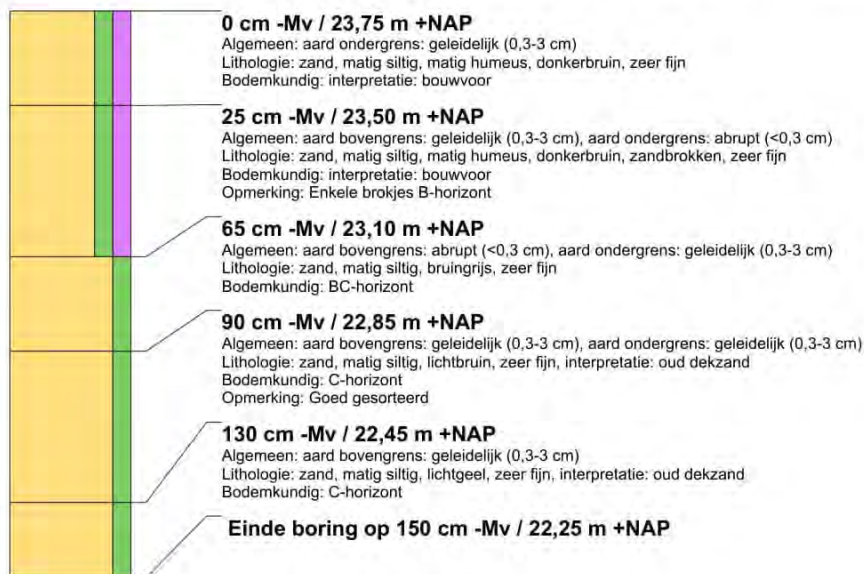 0 cm -Mv / 23,75 m +NAP
Algemeen: aard ondergrens: geleidelijk (0,3-3 cm)
Lithologie: zand, matig siltig, matig humeus, donkerbruin, zeer fijn
Bodemkundig: interpretatie: bouwvoor
25 cm -Mv / 23,50 m +NAP
Algemeen: aard bovengrens: geleidelijk (0,3-3 cm), aard ondergrens: abrupt (<0,3 cm)
Lithologie: zand, matig siltig, matig humeus, donkerbruin, zandbrokken, zeer fijn
Bodemkundig: interpretatie: bouwvoor
Opmerking: Enkele brokjes B-horizont
65 cm -Mv / 23,10 m +NAP
Algemeen: aard bovengrens: abrupt (<0,3 cm), aard ondergrens: geleidelijk (0,3-3 cm)
Lithologie: zand, matig siltig, bruingrijs, zeer fijn
Bodemkundig: BC-horizont
90 cm -Mv / 22,85 m +NAP
Algemeen: aard bovengrens: geleidelijk (0,3-3 cm), aard ondergrens: geleidelijk (0,3-3 cm)
Lithologie: zand, matig siltig, lichtbruin, zeer fijn, interpretatie: oud dekzand
Bodemkundig: C-horizont
Opmerking: Goed gesorteerd
130 cm -Mv / 22,45 m +NAP
Algemeen: aard bovengrens: geleidelijk (0,3-3 cm)
Lithologie: zand, matig siltig, lichtgeel, zeer fijn, interpretatie: oud dekzand
Bodemkundig: C-horizont
Einde boring op 150 cm -Mv / 22,25 m +NAP